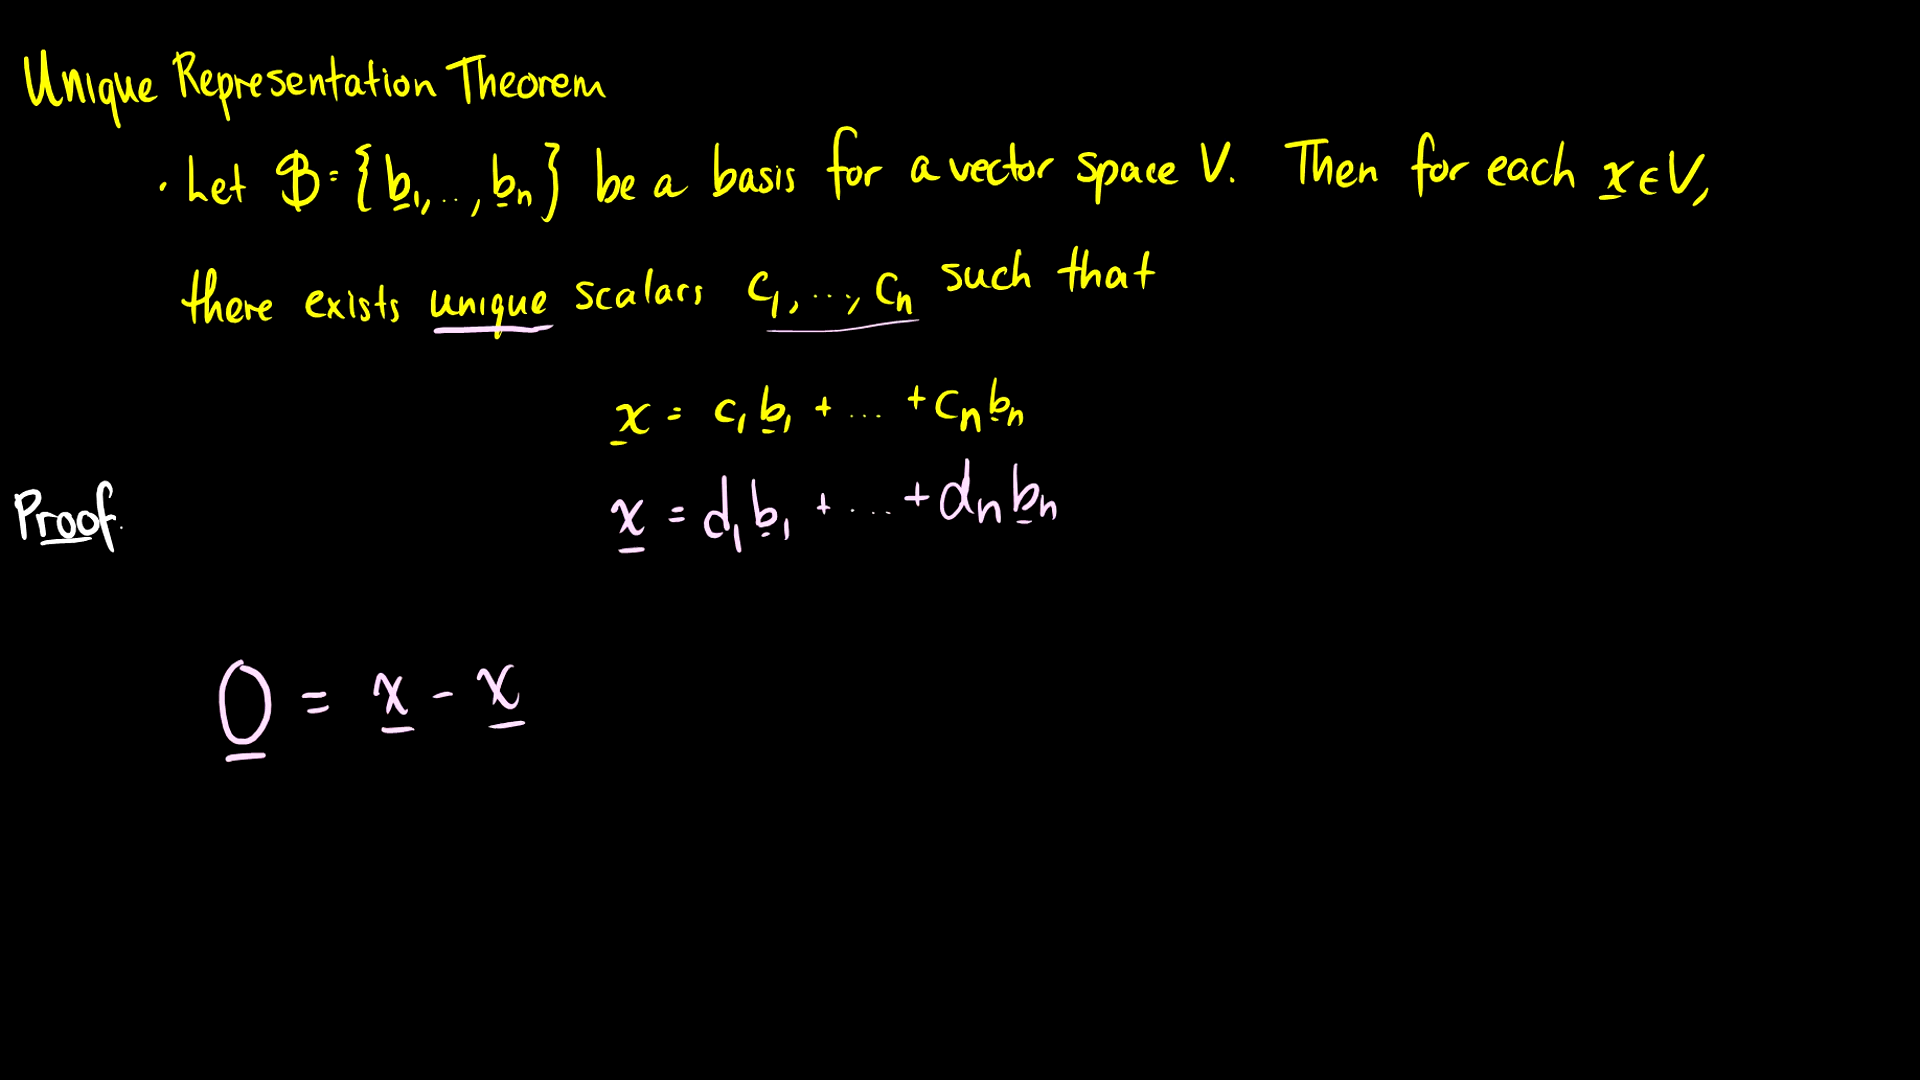 Unique Representation Theorem
· Let B = {b₁, .., bₙ} be a basis for a vector space V. Then for each x ∈ V,
there exists unique scalars c₁, ..., cₙ such that
x = c₁b₁ + ... + cₙbₙ
x = d₁b₁ + ... + dₙbₙ
Proof.
0 = x - x